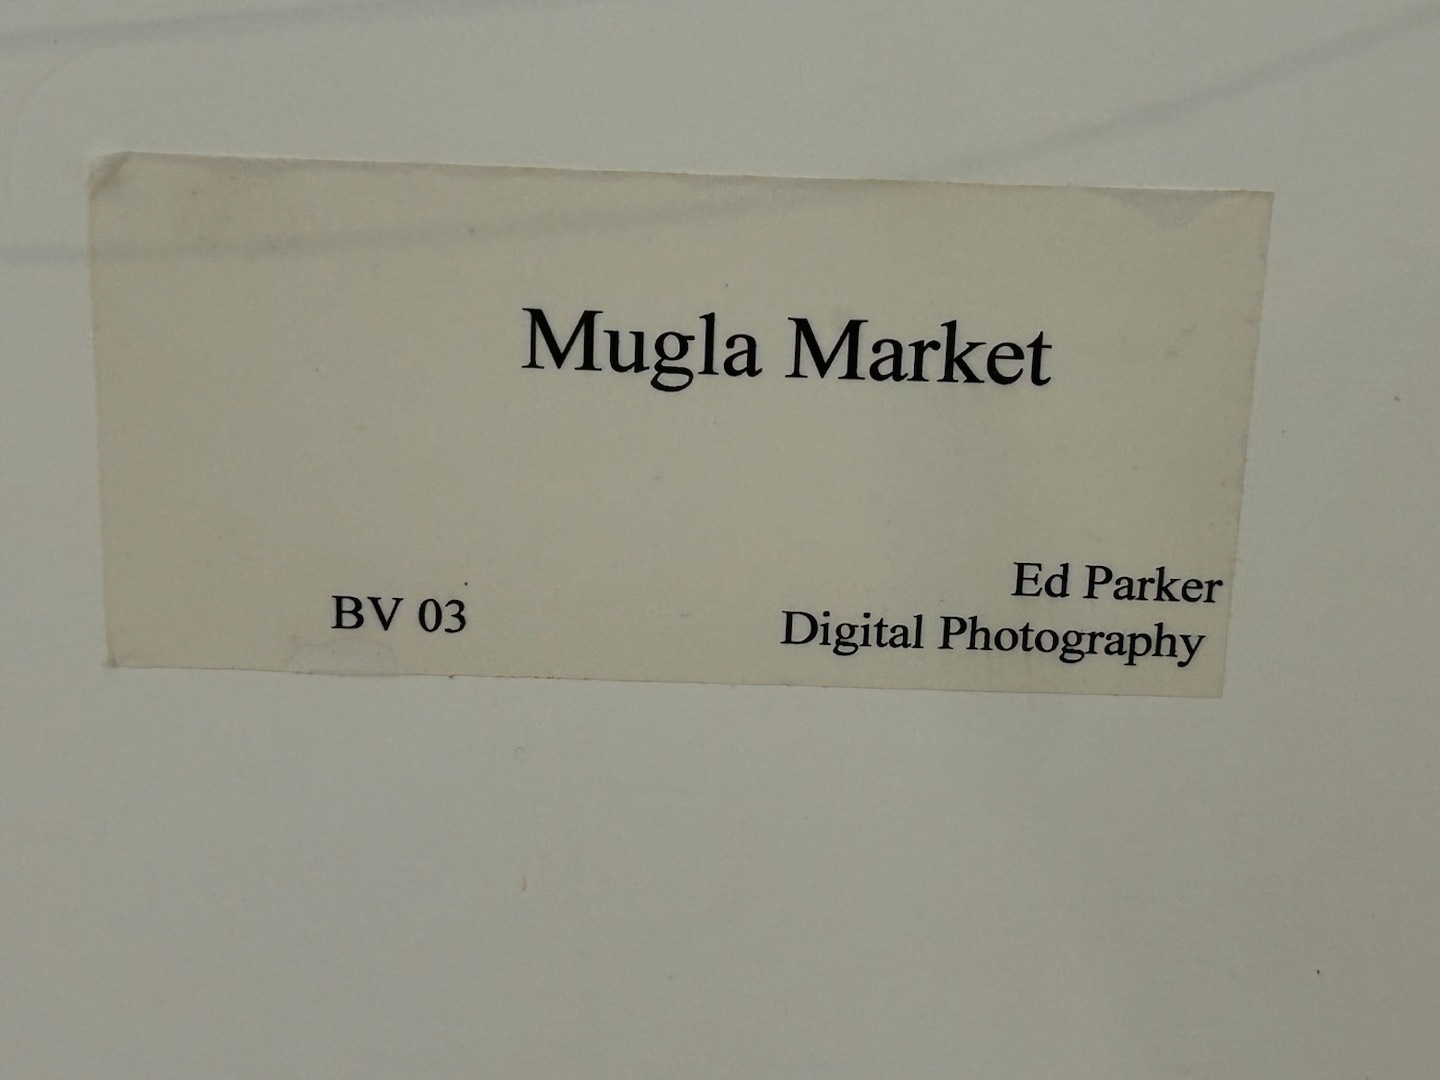 Mugla Market
BV 03
Ed Parker
Digital Photography